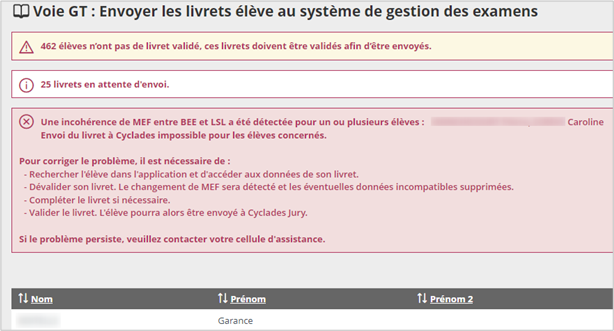 Voie GT : Envoyer les livrets élève au système de gestion des examens
462 élèves n'ont pas de livret validé, ces livrets doivent être validés afin d'être envoyés.
25 livrets en attente d'envoi.
Une incohérence de MEF entre BEE et LSL a été détectée pour un ou plusieurs élèves : Caroline
Envoi du livret à Cyclades impossible pour les élèves concernés.
Pour corriger le problème, il est nécessaire de :
- Rechercher l'élève dans l'application et d'accéder aux données de son livret.
- Dévalider son livret. Le changement de MEF sera détecté et les éventuelles données incompatibles supprimées.
- Compléter le livret si nécessaire.
- Valider le livret. L'élève pourra alors être envoyé à Cyclades Jury.
Si le problème persiste, veuillez contacter votre cellule d'assistance.
Nom Prénom Prénom 2
Garance